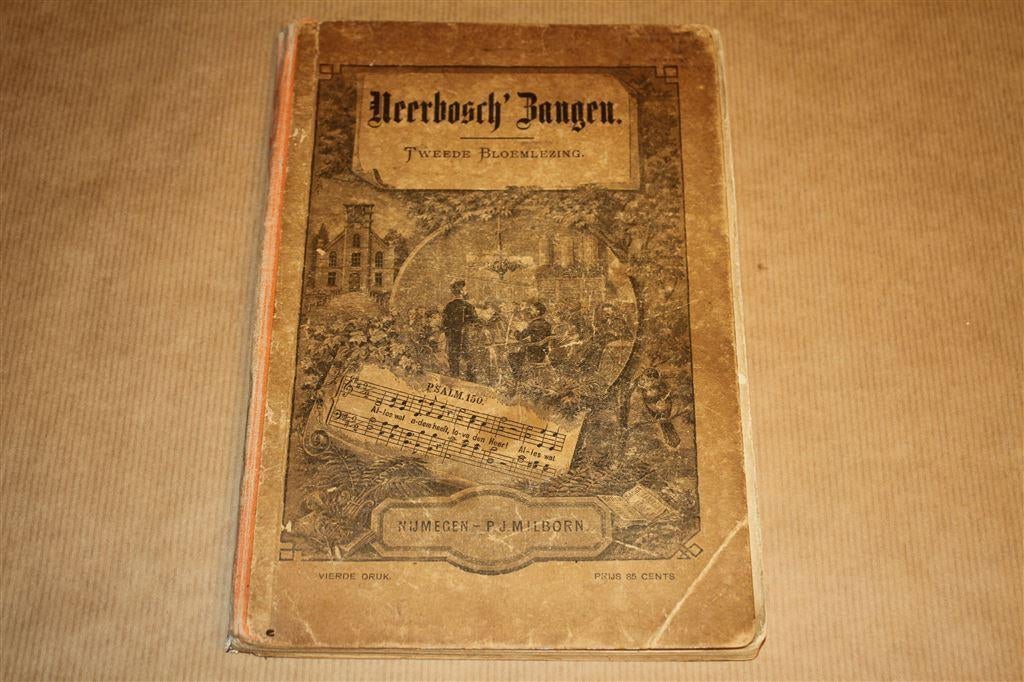 Neerbosch' Zangen.
TWEEDE BLOEMLEZING.
PSALM. 150.
Al-les wat a-dem heeft, lo-ve den Heer! Al-les wat
NIJMEGEN - P. J. MILBORN.
VIERDE DRUK.
PRIJS 85 CENTS